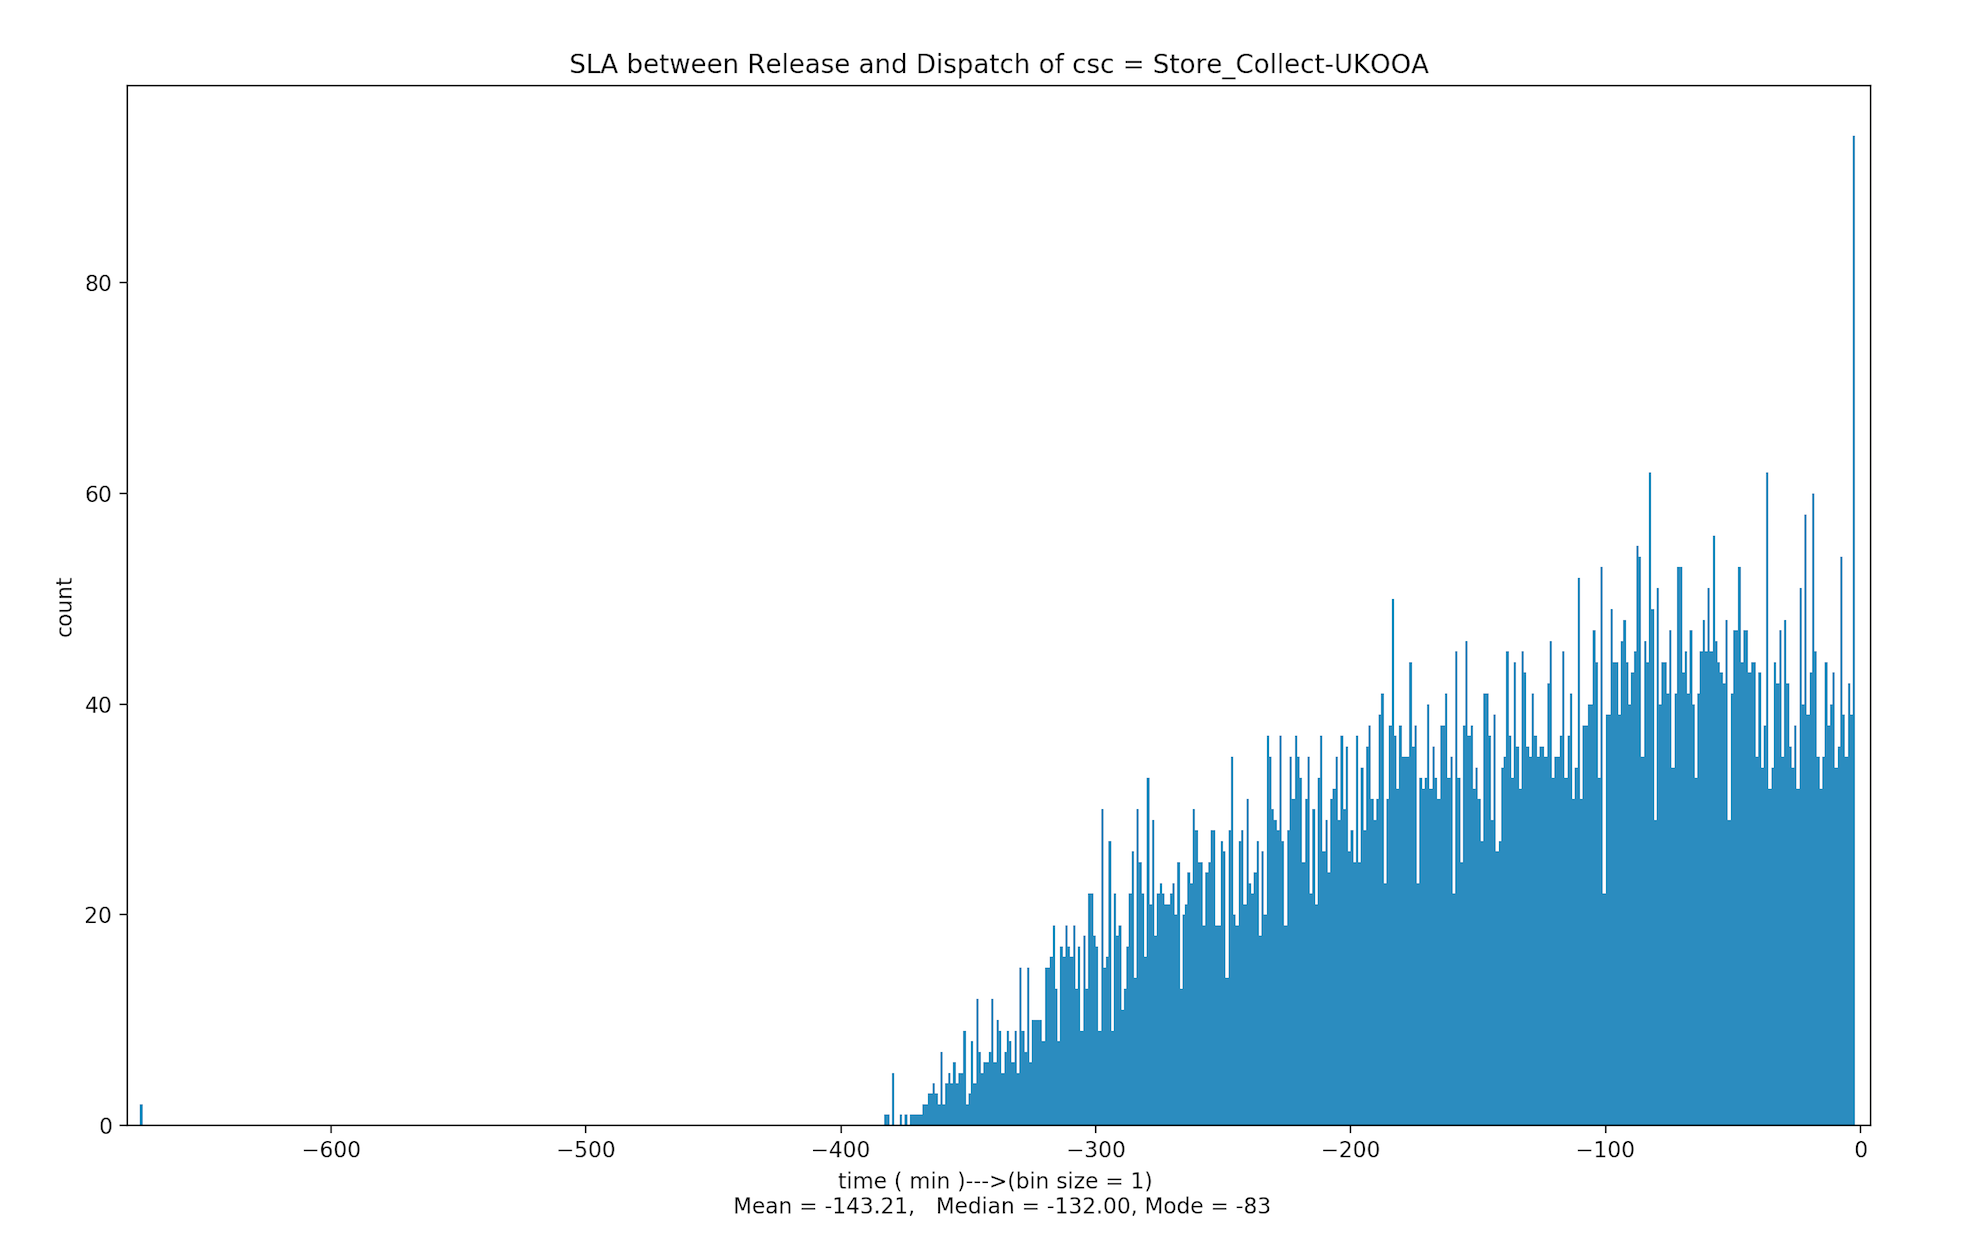 SLA between Release and Dispatch of csc = Store_Collect-UKOOA
80
60
40
20
0
count
−600 −500 −400 −300 −200 −100 0
time ( min )--->(bin size = 1)
Mean = -143.21, Median = -132.00, Mode = -83